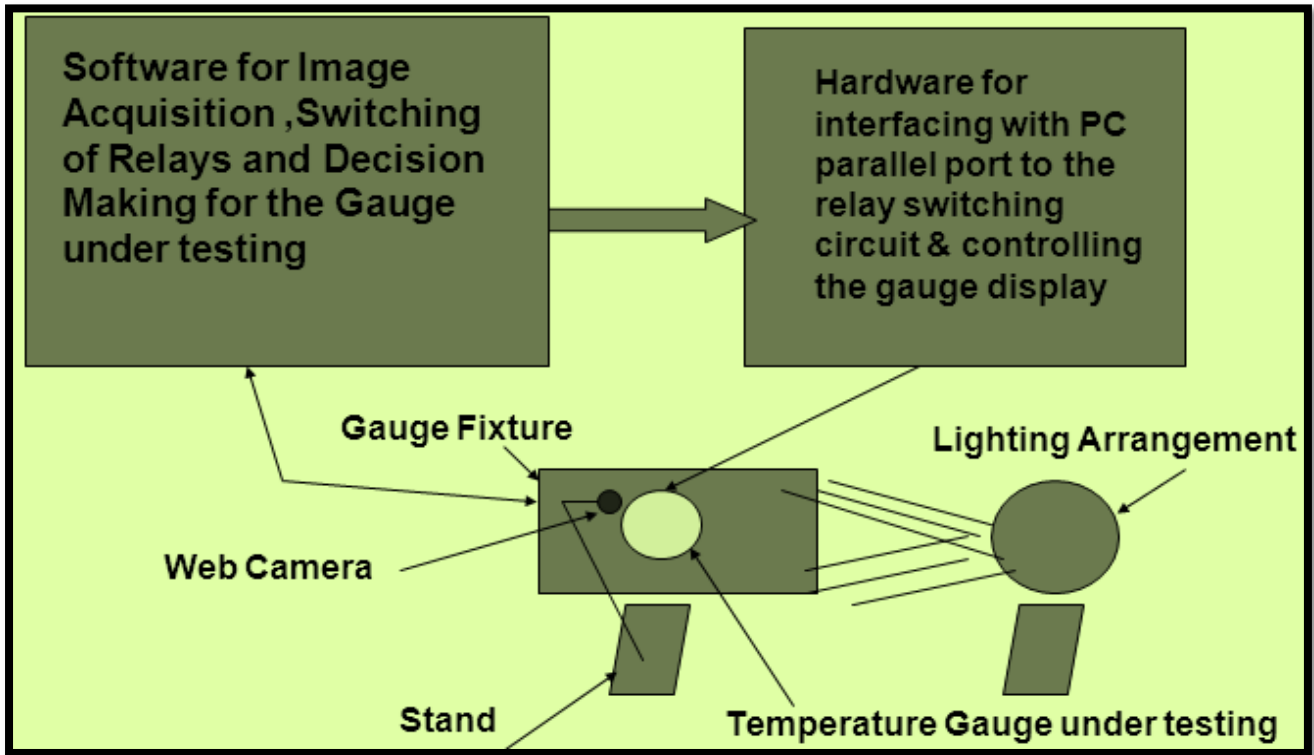 Software for Image
Acquisition ,Switching
of Relays and Decision
Making for the Gauge
under testing
Hardware for
interfacing with PC
parallel port to the
relay switching
circuit & controlling
the gauge display
Gauge Fixture
Lighting Arrangement
Web Camera
Stand
Temperature Gauge under testing